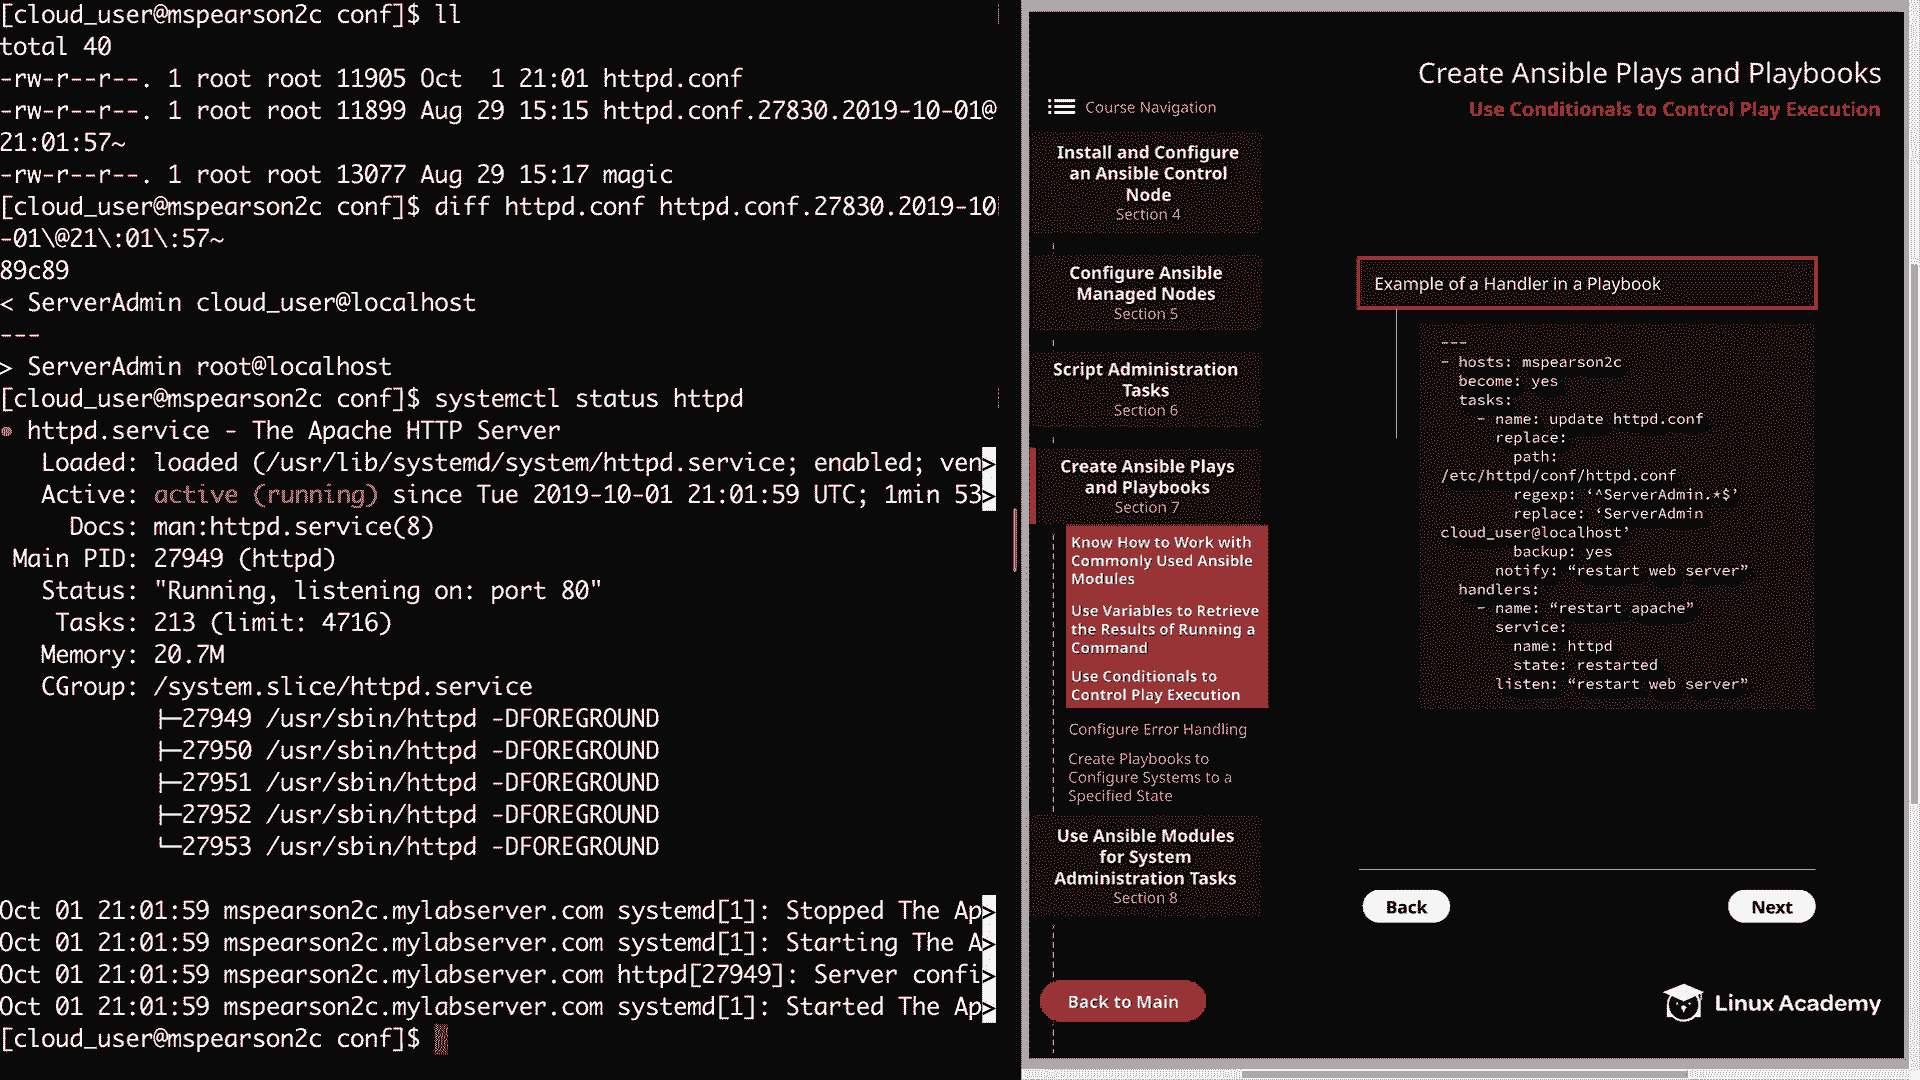 [cloud_user@mspearson2c conf]$ ll
total 40
-rw-r--r--. 1 root root 11905 Oct  1 21:01 httpd.conf
-rw-r--r--. 1 root root 11899 Aug 29 15:15 httpd.conf.27830.2019-10-01@
21:01:57~
-rw-r--r--. 1 root root 13077 Aug 29 15:17 magic
[cloud_user@mspearson2c conf]$ diff httpd.conf httpd.conf.27830.2019-10
-01\@21\:01\:57~
89c89
< ServerAdmin cloud_user@localhost
---
> ServerAdmin root@localhost
[cloud_user@mspearson2c conf]$ systemctl status httpd
● httpd.service - The Apache HTTP Server
   Loaded: loaded (/usr/lib/systemd/system/httpd.service; enabled; ven>
   Active: active (running) since Tue 2019-10-01 21:01:59 UTC; 1min 53>
     Docs: man:httpd.service(8)
 Main PID: 27949 (httpd)
   Status: "Running, listening on: port 80"
    Tasks: 213 (limit: 4716)
   Memory: 20.7M
   CGroup: /system.slice/httpd.service
           ├─27949 /usr/sbin/httpd -DFOREGROUND
           ├─27950 /usr/sbin/httpd -DFOREGROUND
           ├─27951 /usr/sbin/httpd -DFOREGROUND
           ├─27952 /usr/sbin/httpd -DFOREGROUND
           └─27953 /usr/sbin/httpd -DFOREGROUND
Oct 01 21:01:59 mspearson2c.mylabserver.com systemd[1]: Stopped The Ap>
Oct 01 21:01:59 mspearson2c.mylabserver.com systemd[1]: Starting The A>
Oct 01 21:01:59 mspearson2c.mylabserver.com httpd[27949]: Server confi>
Oct 01 21:01:59 mspearson2c.mylabserver.com systemd[1]: Started The Ap>
[cloud_user@mspearson2c conf]$
Create Ansible Plays and Playbooks
Use Conditionals to Control Play Execution
Course Navigation
Install and Configure
an Ansible Control
Node
Section 4
Configure Ansible
Managed Nodes
Section 5
Script Administration
Tasks
Section 6
Create Ansible Plays
and Playbooks
Section 7
Know How to Work with
Commonly Used Ansible
Modules
Use Variables to Retrieve
the Results of Running a
Command
Use Conditionals to
Control Play Execution
Configure Error Handling
Create Playbooks to
Configure Systems to a
Specified State
Use Ansible Modules
for System
Administration Tasks
Section 8
Back to Main
Example of a Handler in a Playbook
---
- hosts: mspearson2c
  become: yes
  tasks:
    - name: update httpd.conf
      replace:
        path:
/etc/httpd/conf/httpd.conf
        regexp: ‘^ServerAdmin.*$’
        replace: ‘ServerAdmin
cloud_user@localhost’
        backup: yes
      notify: “restart web server”
  handlers:
    - name: “restart apache”
      service:
        name: httpd
        state: restarted
      listen: “restart web server”
Back
Next
Linux Academy